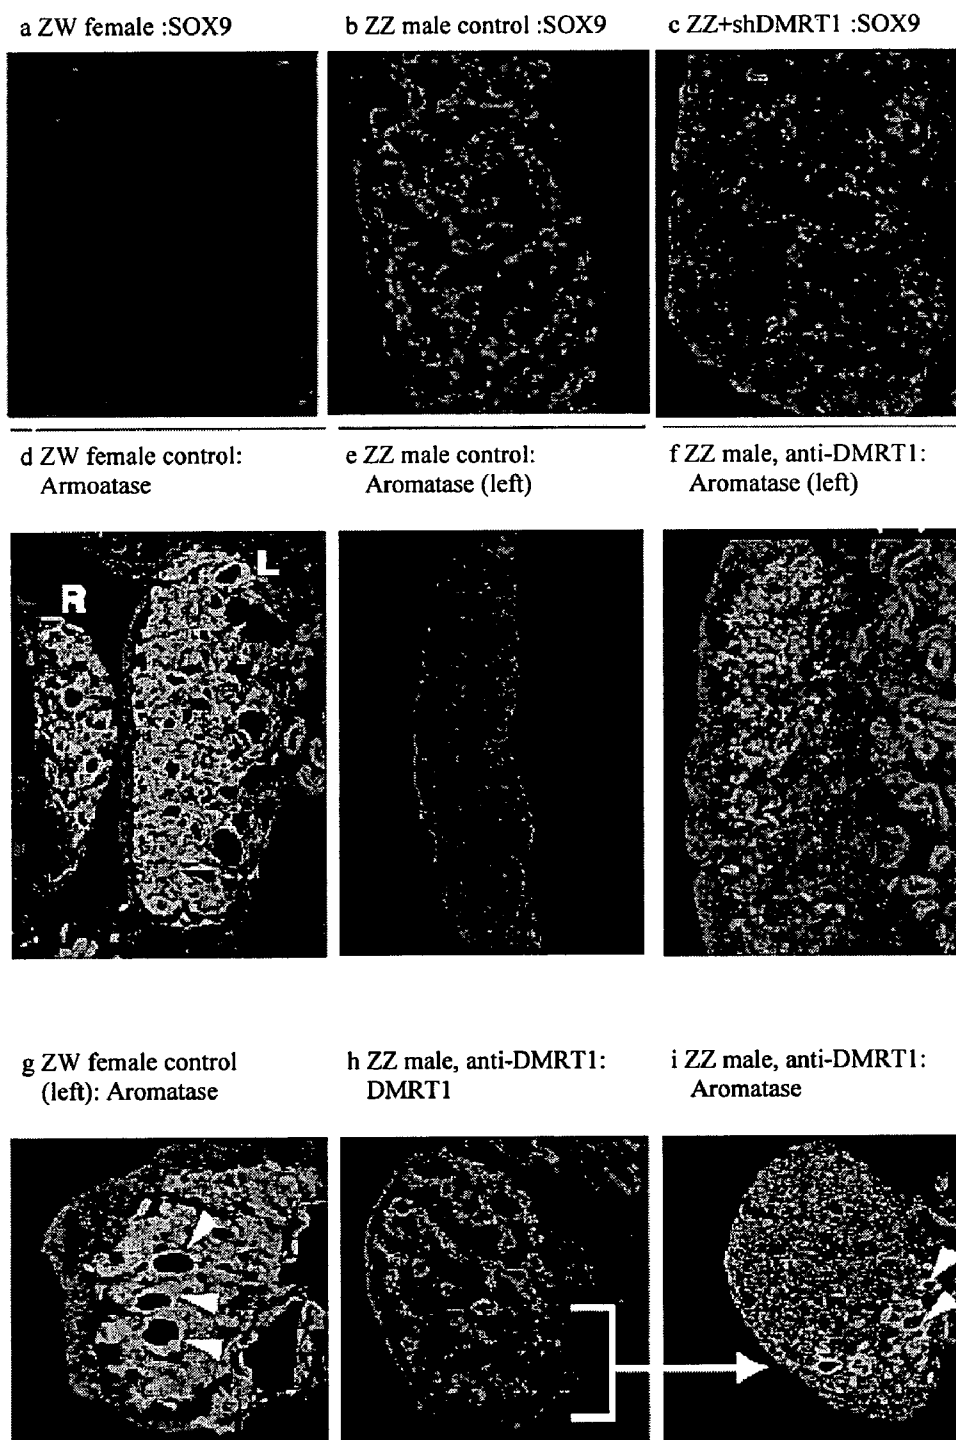 a ZW female :SOX9
b ZZ male control :SOX9
c ZZ+shDMRT1 :SOX9
d ZW female control:
Armoatase
e ZZ male control:
Aromatase (left)
f ZZ male, anti-DMRT1:
Aromatase (left)
R
L
g ZW female control
(left): Aromatase
h ZZ male, anti-DMRT1:
DMRT1
i ZZ male, anti-DMRT1:
Aromatase